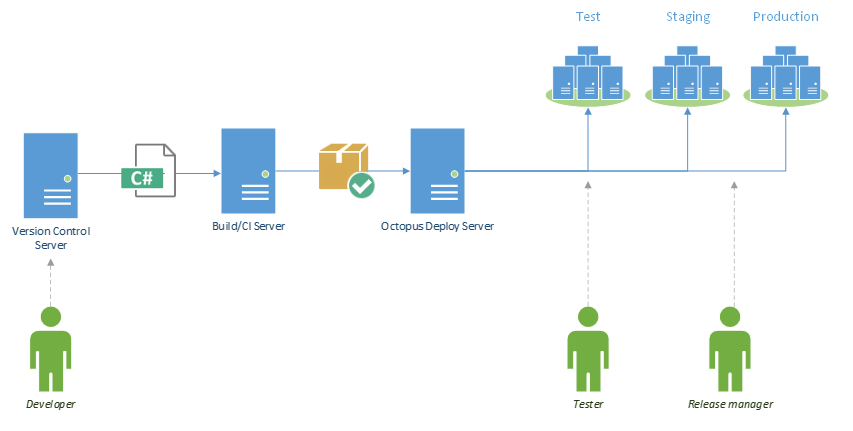 Test
Staging
Production
C#
Version Control
Server
Build/CI Server
Octopus Deploy Server
Developer
Tester
Release manager